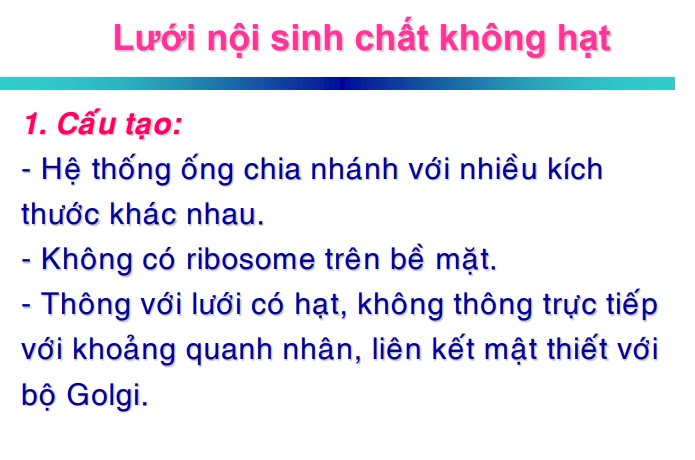 Lưới nội sinh chất không hạt
1. Cấu tạo:
- Hệ thống ống chia nhánh với nhiều kích
thước khác nhau.
- Không có ribosome trên bề mặt.
- Thông với lưới có hạt, không thông trực tiếp
với khoảng quanh nhân, liên kết mật thiết với
bộ Golgi.